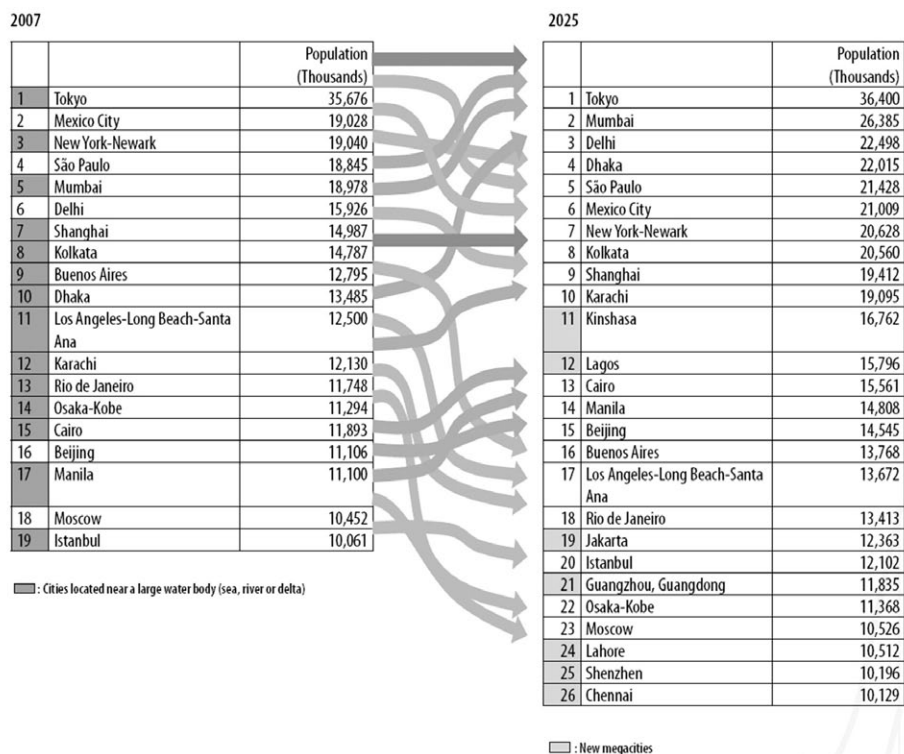 2007
Population
(Thousands)
1 Tokyo 35,676
2 Mexico City 19,028
3 New York-Newark 19,040
4 São Paulo 18,845
5 Mumbai 18,978
6 Delhi 15,926
7 Shanghai 14,987
8 Kolkata 14,787
9 Buenos Aires 12,795
10 Dhaka 13,485
11 Los Angeles-Long Beach-Santa 12,500
Ana
12 Karachi 12,130
13 Rio de Janeiro 11,748
14 Osaka-Kobe 11,294
15 Cairo 11,893
16 Beijing 11,106
17 Manila 11,100
18 Moscow 10,452
19 Istanbul 10,061
: Cities located near a large water body (sea, river or delta)
2025
Population
(Thousands)
1 Tokyo 36,400
2 Mumbai 26,385
3 Delhi 22,498
4 Dhaka 22,015
5 São Paulo 21,428
6 Mexico City 21,009
7 New York-Newark 20,628
8 Kolkata 20,560
9 Shanghai 19,412
10 Karachi 19,095
11 Kinshasa 16,762
12 Lagos 15,796
13 Cairo 15,561
14 Manila 14,808
15 Beijing 14,545
16 Buenos Aires 13,768
17 Los Angeles-Long Beach-Santa 13,672
Ana
18 Rio de Janeiro 13,413
19 Jakarta 12,363
20 Istanbul 12,102
21 Guangzhou, Guangdong 11,835
22 Osaka-Kobe 11,368
23 Moscow 10,526
24 Lahore 10,512
25 Shenzhen 10,196
26 Chennai 10,129
: New megacities